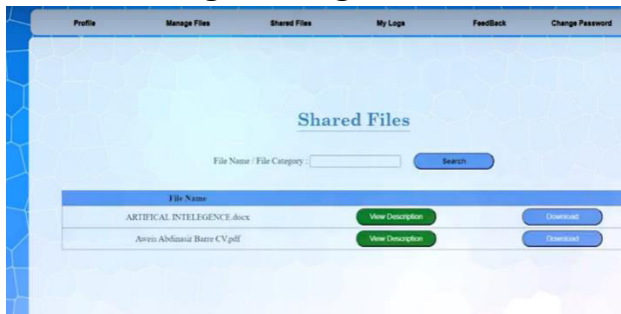 Profile Manage Files Shared Files My Logs FeedBack Change Password
Shared Files
File Name / File Category : Search
File Name
ARTIFICAL INTELEGENCE.docx View Description Download
Aweis Abdinasir Barre CV.pdf View Description Download